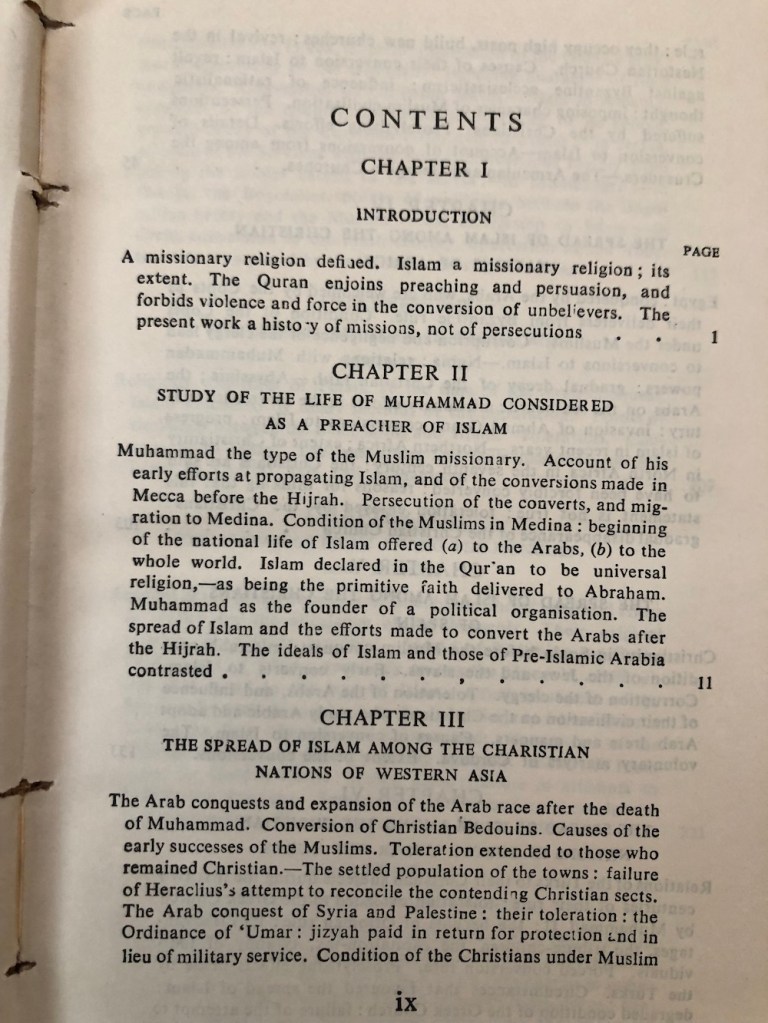 CONTENTS
CHAPTER I
INTRODUCTION
PAGE
A missionary religion defined. Islam a missionary religion; its
extent. The Quran enjoins preaching and persuasion, and
forbids violence and force in the conversion of unbelievers. The
present work a history of missions, not of persecutions . . 1
CHAPTER II
STUDY OF THE LIFE OF MUHAMMAD CONSIDERED
AS A PREACHER OF ISLAM
Muhammad the type of the Muslim missionary. Account of his
early efforts at propagating Islam, and of the conversions made in
Mecca before the Hijrah. Persecution of the converts, and mig-
ration to Medina. Condition of the Muslims in Medina : beginning
of the national life of Islam offered (a) to the Arabs, (b) to the
whole world. Islam declared in the Qur'an to be universal
religion,—as being the primitive faith delivered to Abraham.
Muhammad as the founder of a political organisation. The
spread of Islam and the efforts made to convert the Arabs after
the Hijrah. The ideals of Islam and those of Pre-Islamic Arabia
contrasted . . . . . . . . . . . . 11
CHAPTER III
THE SPREAD OF ISLAM AMONG THE CHARISTIAN
NATIONS OF WESTERN ASIA
The Arab conquests and expansion of the Arab race after the death
of Muhammad. Conversion of Christian Bedouins. Causes of the
early successes of the Muslims. Toleration extended to those who
remained Christian.—The settled population of the towns : failure
of Heraclius's attempt to reconcile the contending Christian sects.
The Arab conquest of Syria and Palestine : their toleration : the
Ordinance of 'Umar : jizyah paid in return for protection and in
lieu of military service. Condition of the Christians under Muslim
ix